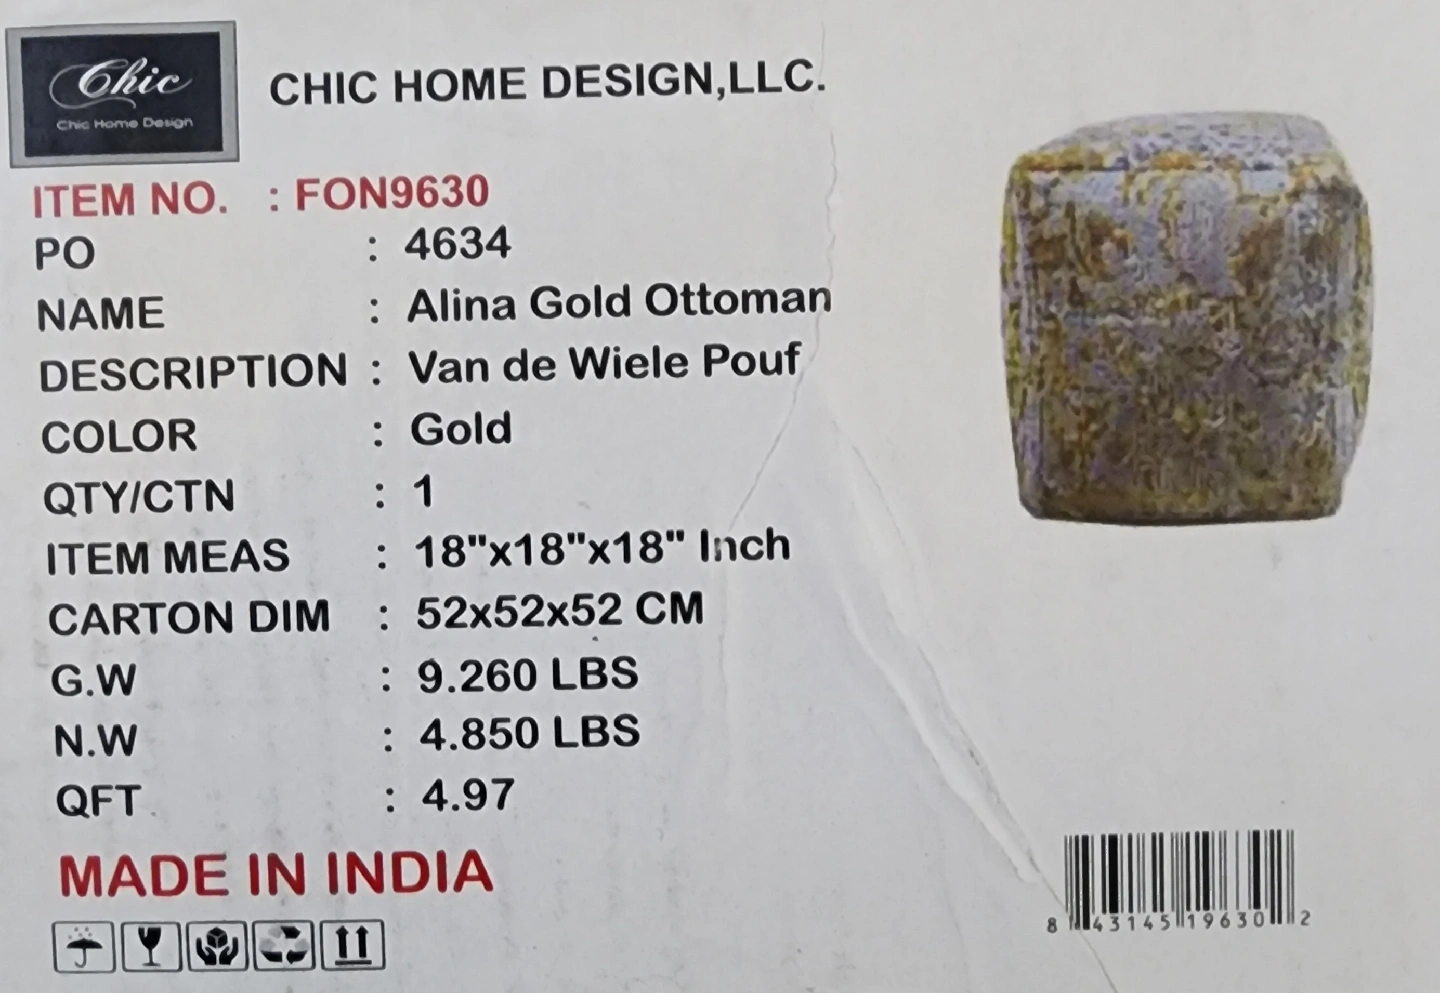 Chic
Chic Home Design
CHIC HOME DESIGN,LLC.
ITEM NO. : FON9630
PO : 4634
NAME : Alina Gold Ottoman
DESCRIPTION : Van de Wiele Pouf
COLOR : Gold
QTY/CTN : 1
ITEM MEAS : 18"x18"x18" Inch
CARTON DIM : 52x52x52 CM
G.W : 9.260 LBS
N.W : 4.850 LBS
QFT : 4.97
MADE IN INDIA
8 43145 19630 2